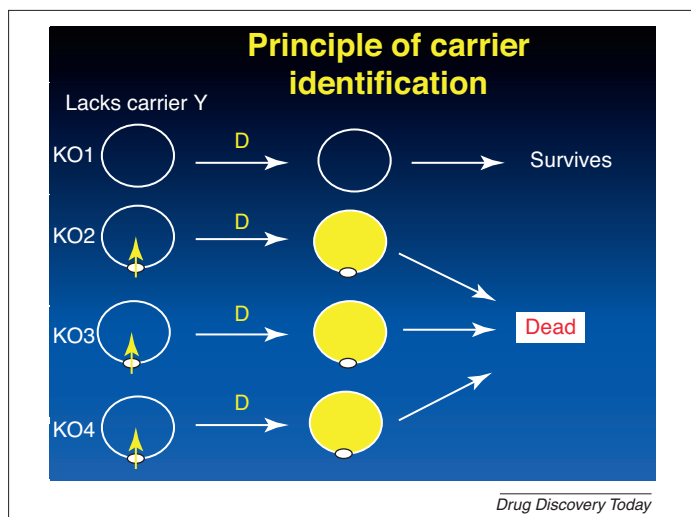 Principle of carrier
identification
Lacks carrier Y
KO1
D
Survives
KO2
D
KO3
D
Dead
KO4
D
Drug Discovery Today